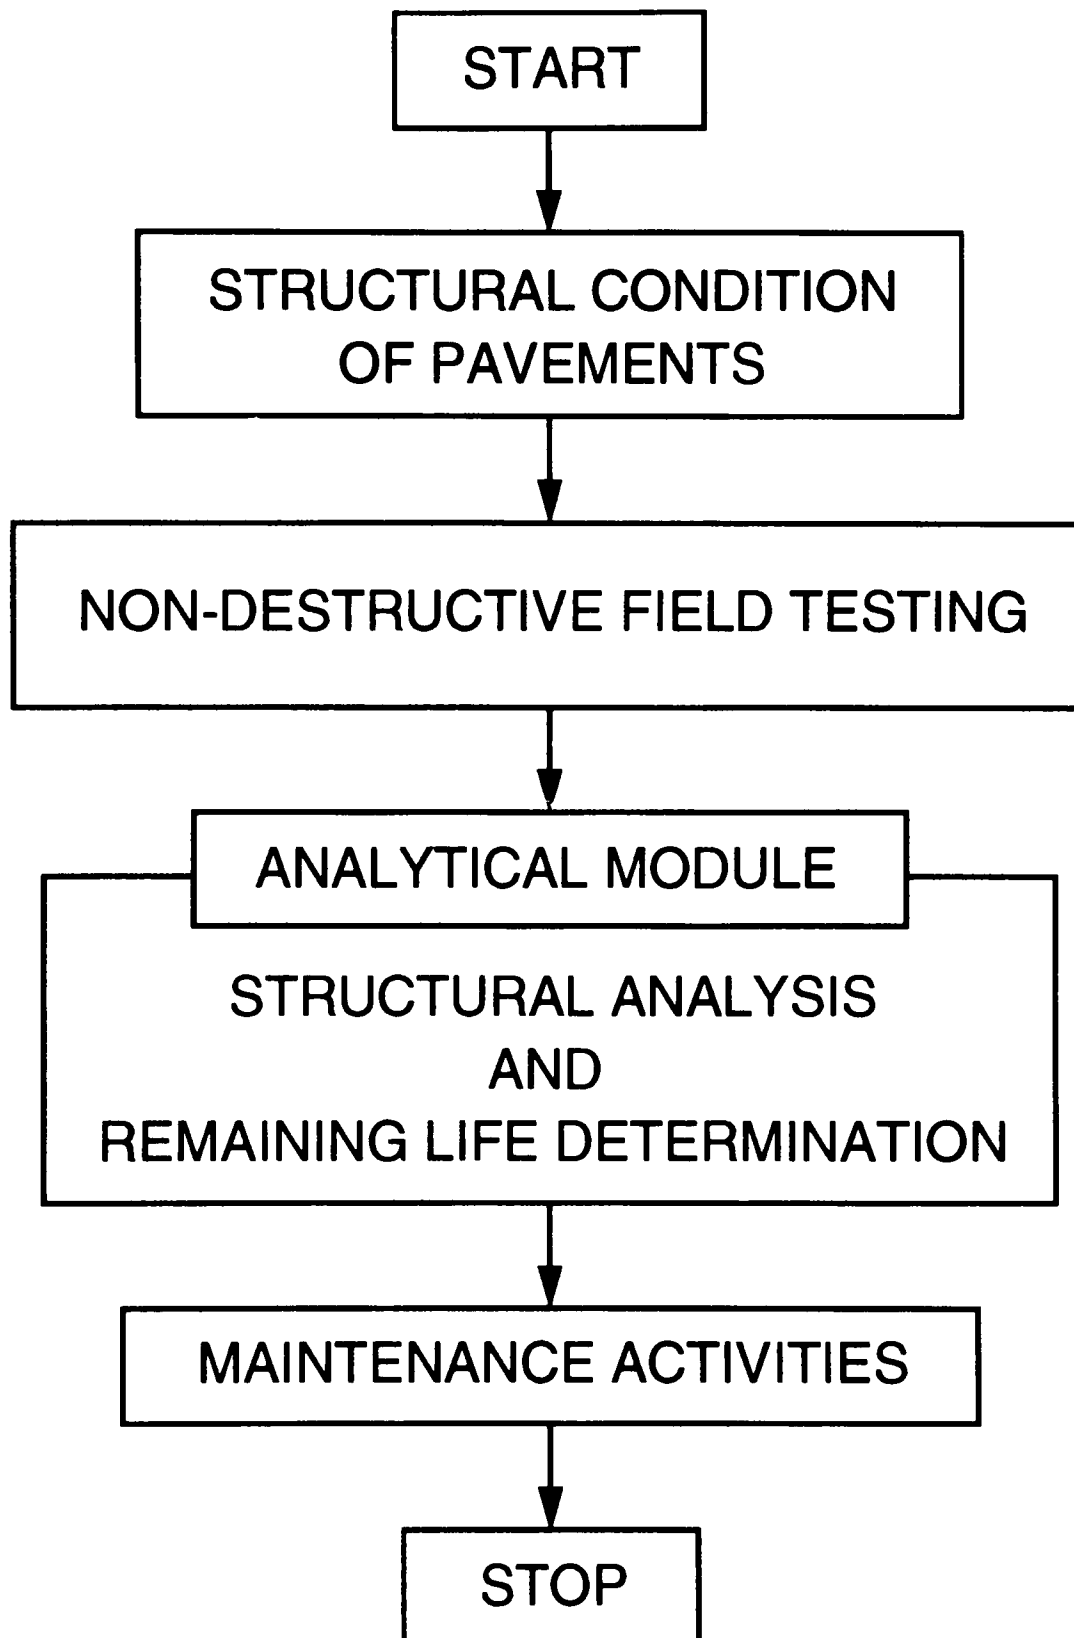 START
STRUCTURAL CONDITION
OF PAVEMENTS
NON-DESTRUCTIVE FIELD TESTING
ANALYTICAL MODULE
STRUCTURAL ANALYSIS
AND
REMAINING LIFE DETERMINATION
MAINTENANCE ACTIVITIES
STOP